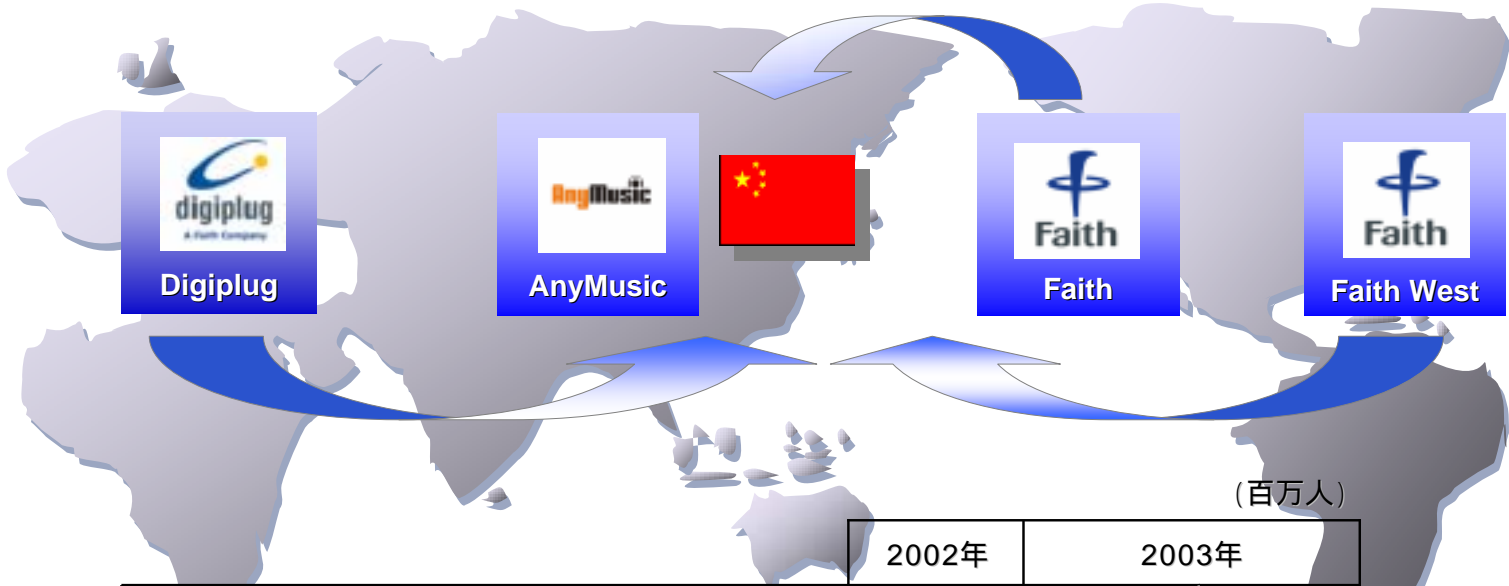 digiplug
A Faith Company
Digiplug
AnyMusic
AnyMusic
Faith
Faith
Faith
Faith West
(百万人)
2002年 2003年